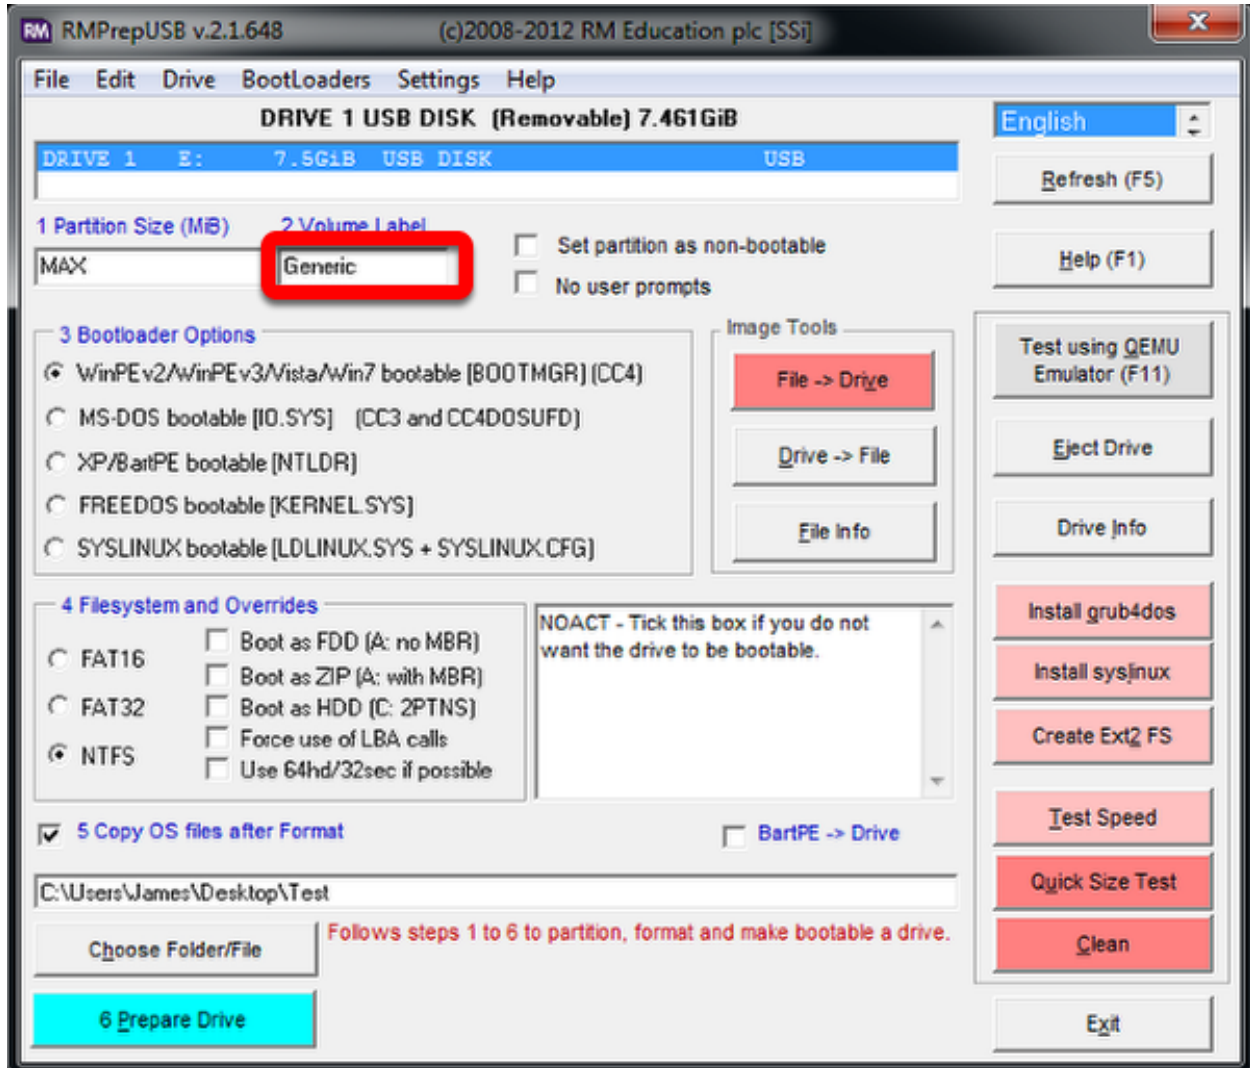 RM RMPrepUSB v.2.1.648 (c)2008-2012 RM Education plc [SSi] X
File Edit Drive BootLoaders Settings Help
DRIVE 1 USB DISK (Removable) 7.461GiB
English
DRIVE 1 E: 7.5GiB USB DISK USB
Refresh (F5)
1 Partition Size (MiB) 2 Volume Label
MAX Generic
Set partition as non-bootable
No user prompts
Help (F1)
3 Bootloader Options
WinPEv2/WinPEv3/Vista/Win7 bootable [BOOTMGR] (CC4)
MS-DOS bootable [IO.SYS] (CC3 and CC4DOSUFD)
XP/BartPE bootable [NTLDR]
FREEDOS bootable [KERNEL.SYS]
SYSLINUX bootable [LDLINUX.SYS + SYSLINUX.CFG]
Image Tools
File -> Drive
Drive -> File
File Info
Test using QEMU
Emulator (F11)
Eject Drive
Drive Info
4 Filesystem and Overrides
FAT16
FAT32
NTFS
Boot as FDD (A: no MBR)
Boot as ZIP (A: with MBR)
Boot as HDD (C: 2PTNS)
Force use of LBA calls
Use 64hd/32sec if possible
NOACT - Tick this box if you do not
want the drive to be bootable.
Install grub4dos
Install syslinux
Create Ext2 FS
5 Copy OS files after Format
BartPE -> Drive
Test Speed
C:\Users\James\Desktop\Test
Quick Size Test
Choose Folder/File
Follows steps 1 to 6 to partition, format and make bootable a drive.
Clean
6 Prepare Drive
Exit